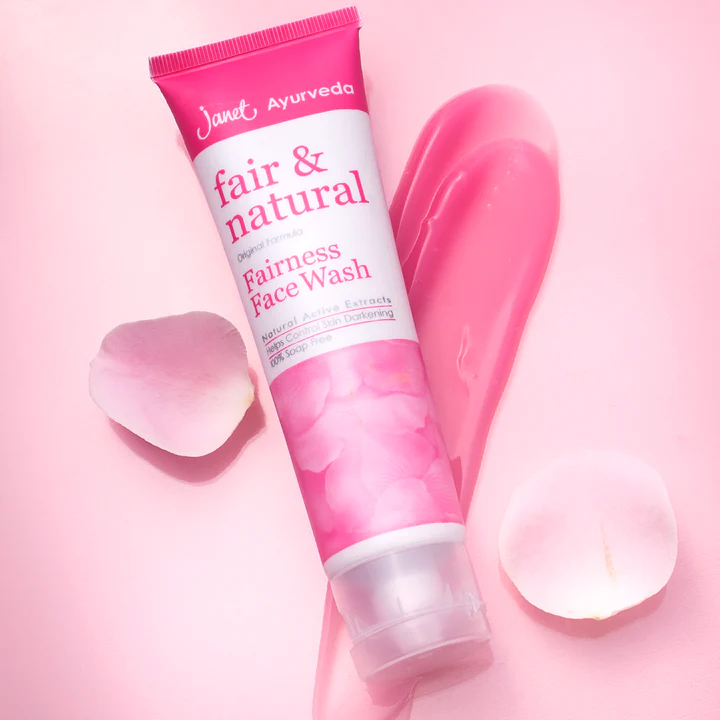 Janet Ayurveda
fair &
natural
Original Formula
Fairness
Face Wash
Natural Active Extracts
Helps Control Skin Darkening
100% Soap Free